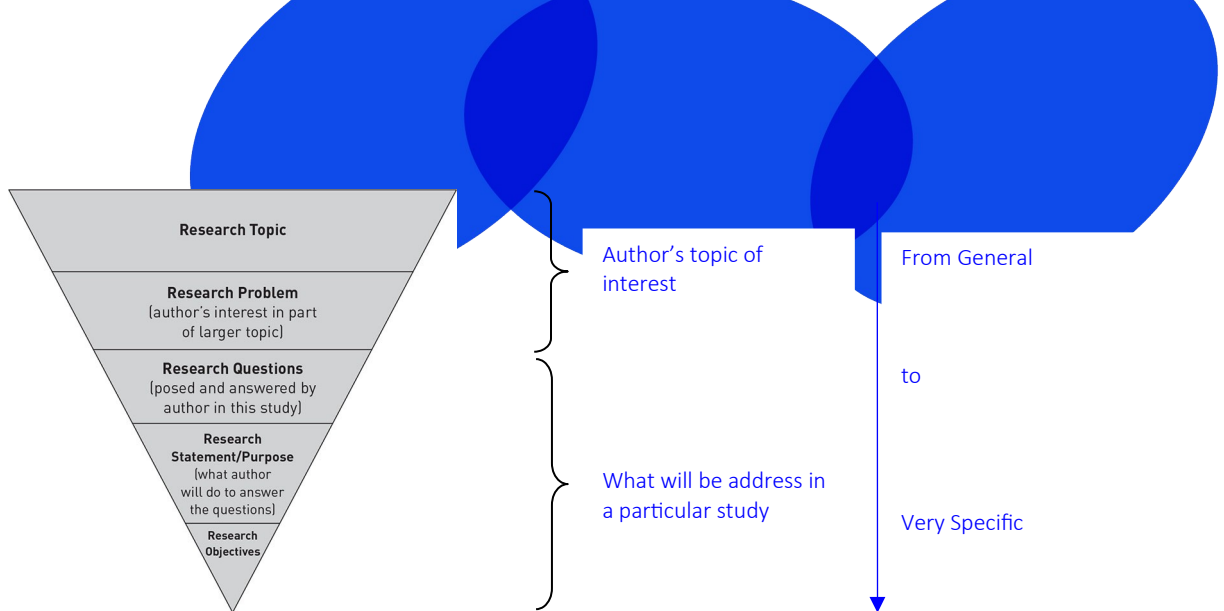 Research Topic
Research Problem
(author's interest in part
of larger topic)
Research Questions
(posed and answered by
author in this study)
Research
Statement/Purpose
(what author
will do to answer
the questions)
Research
Objectives
Author's topic of
interest
What will be address in
a particular study
From General
to
Very Specific